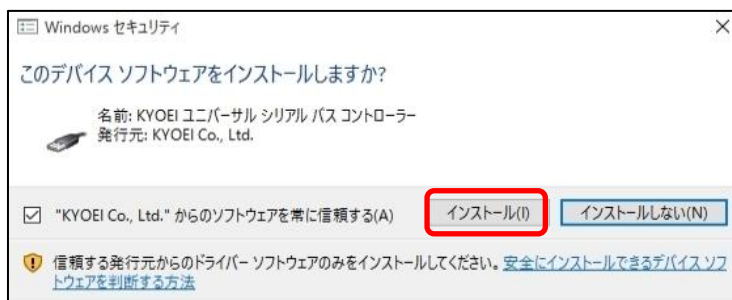 Windows セキュリティ
このデバイス ソフトウェアをインストールしますか?
名前: KYOEI ユニバーサル シリアル バス コントローラー
発行元: KYOEI Co., Ltd.
"KYOEI Co., Ltd." からのソフトウェアを常に信頼する(A)
インストール(I)
インストールしない(N)
信頼する発行元からのドライバー ソフトウェアのみをインストールしてください。安全にインストールできるデバイス ソフ
トウェアを判断する方法